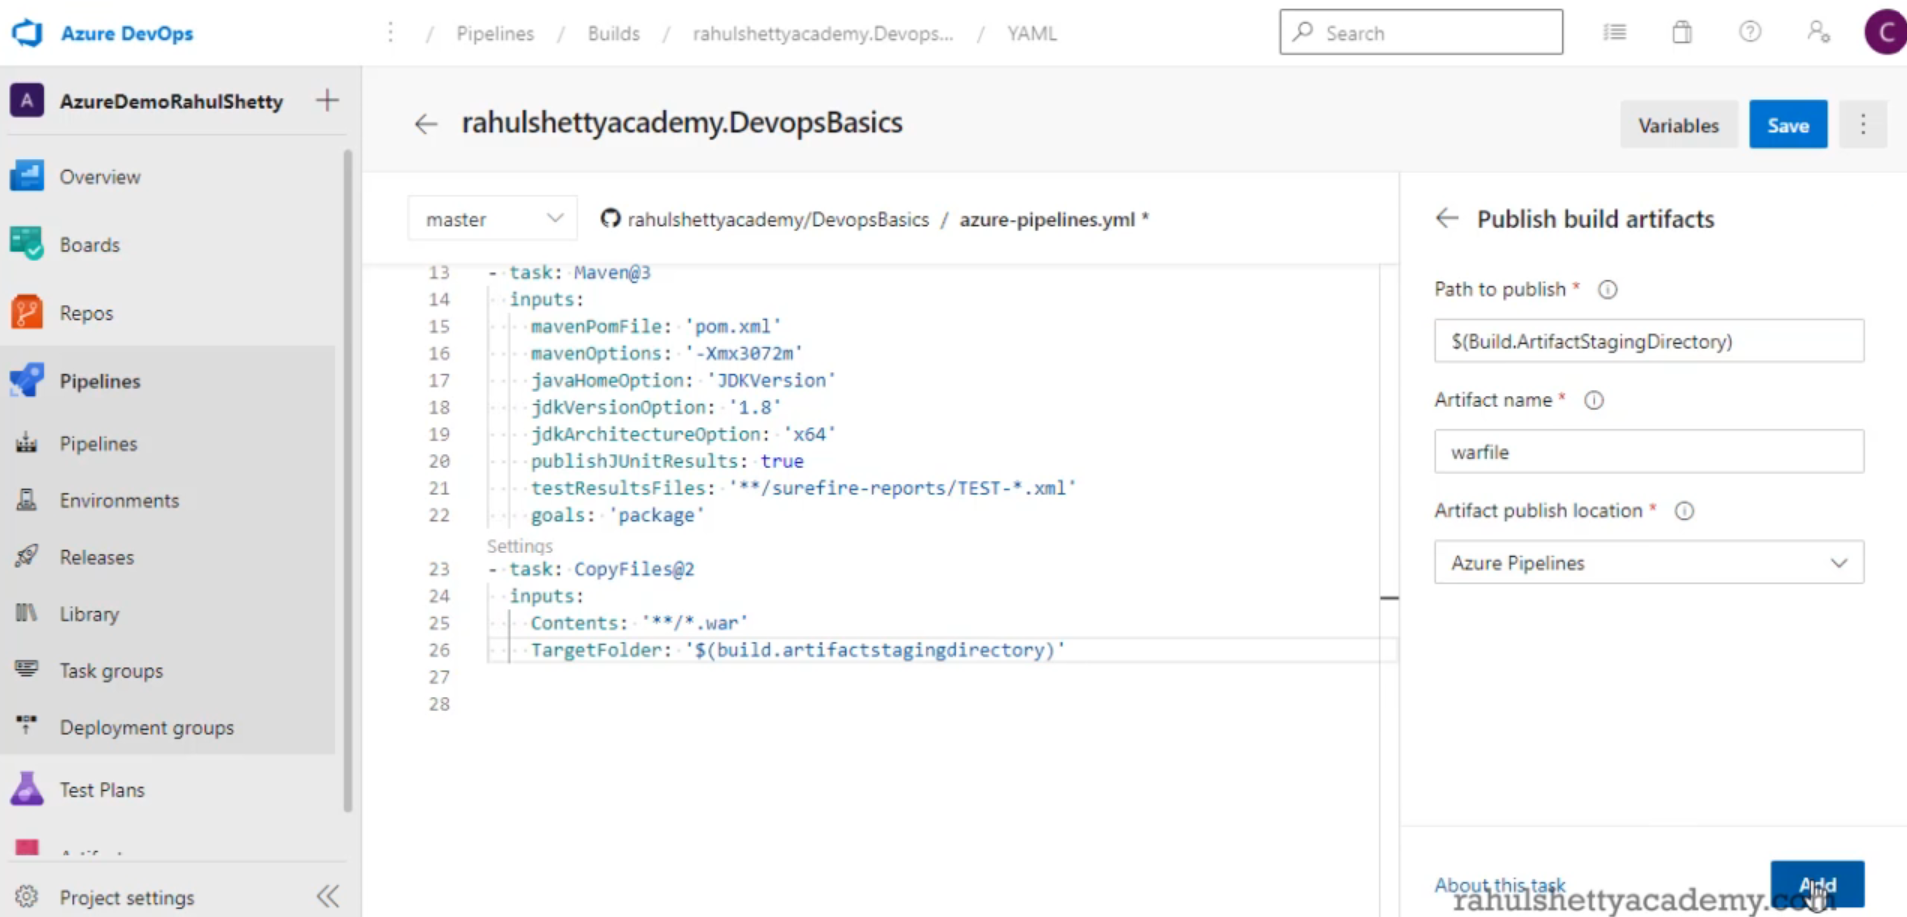 Azure DevOps
/ Pipelines / Builds / rahulshettyacademy.Devops... / YAML
Search
C
A AzureDemoRahulShetty
Overview
Boards
Repos
Pipelines
Pipelines
Environments
Releases
Library
Task groups
Deployment groups
Test Plans
Project settings
rahulshettyacademy.DevopsBasics
Variables
Save
master
rahulshettyacademy/DevopsBasics / azure-pipelines.yml *
13 - task: Maven@3
14 inputs:
15 mavenPomFile: 'pom.xml'
16 mavenOptions: '-Xmx3072m'
17 javaHomeOption: 'JDKVersion'
18 jdkVersionOption: '1.8'
19 jdkArchitectureOption: 'x64'
20 publishJUnitResults: true
21 testResultsFiles: '**/surefire-reports/TEST-*.xml'
22 goals: 'package'
Settings
23 - task: CopyFiles@2
24 inputs:
25 Contents: '**/*.war'
26 TargetFolder: '$(build.artifactstagingdirectory)'
27
28
Publish build artifacts
Path to publish *
$(Build.ArtifactStagingDirectory)
Artifact name *
warfile
Artifact publish location *
Azure Pipelines
About this task
Add
rahulshettyacademy.com